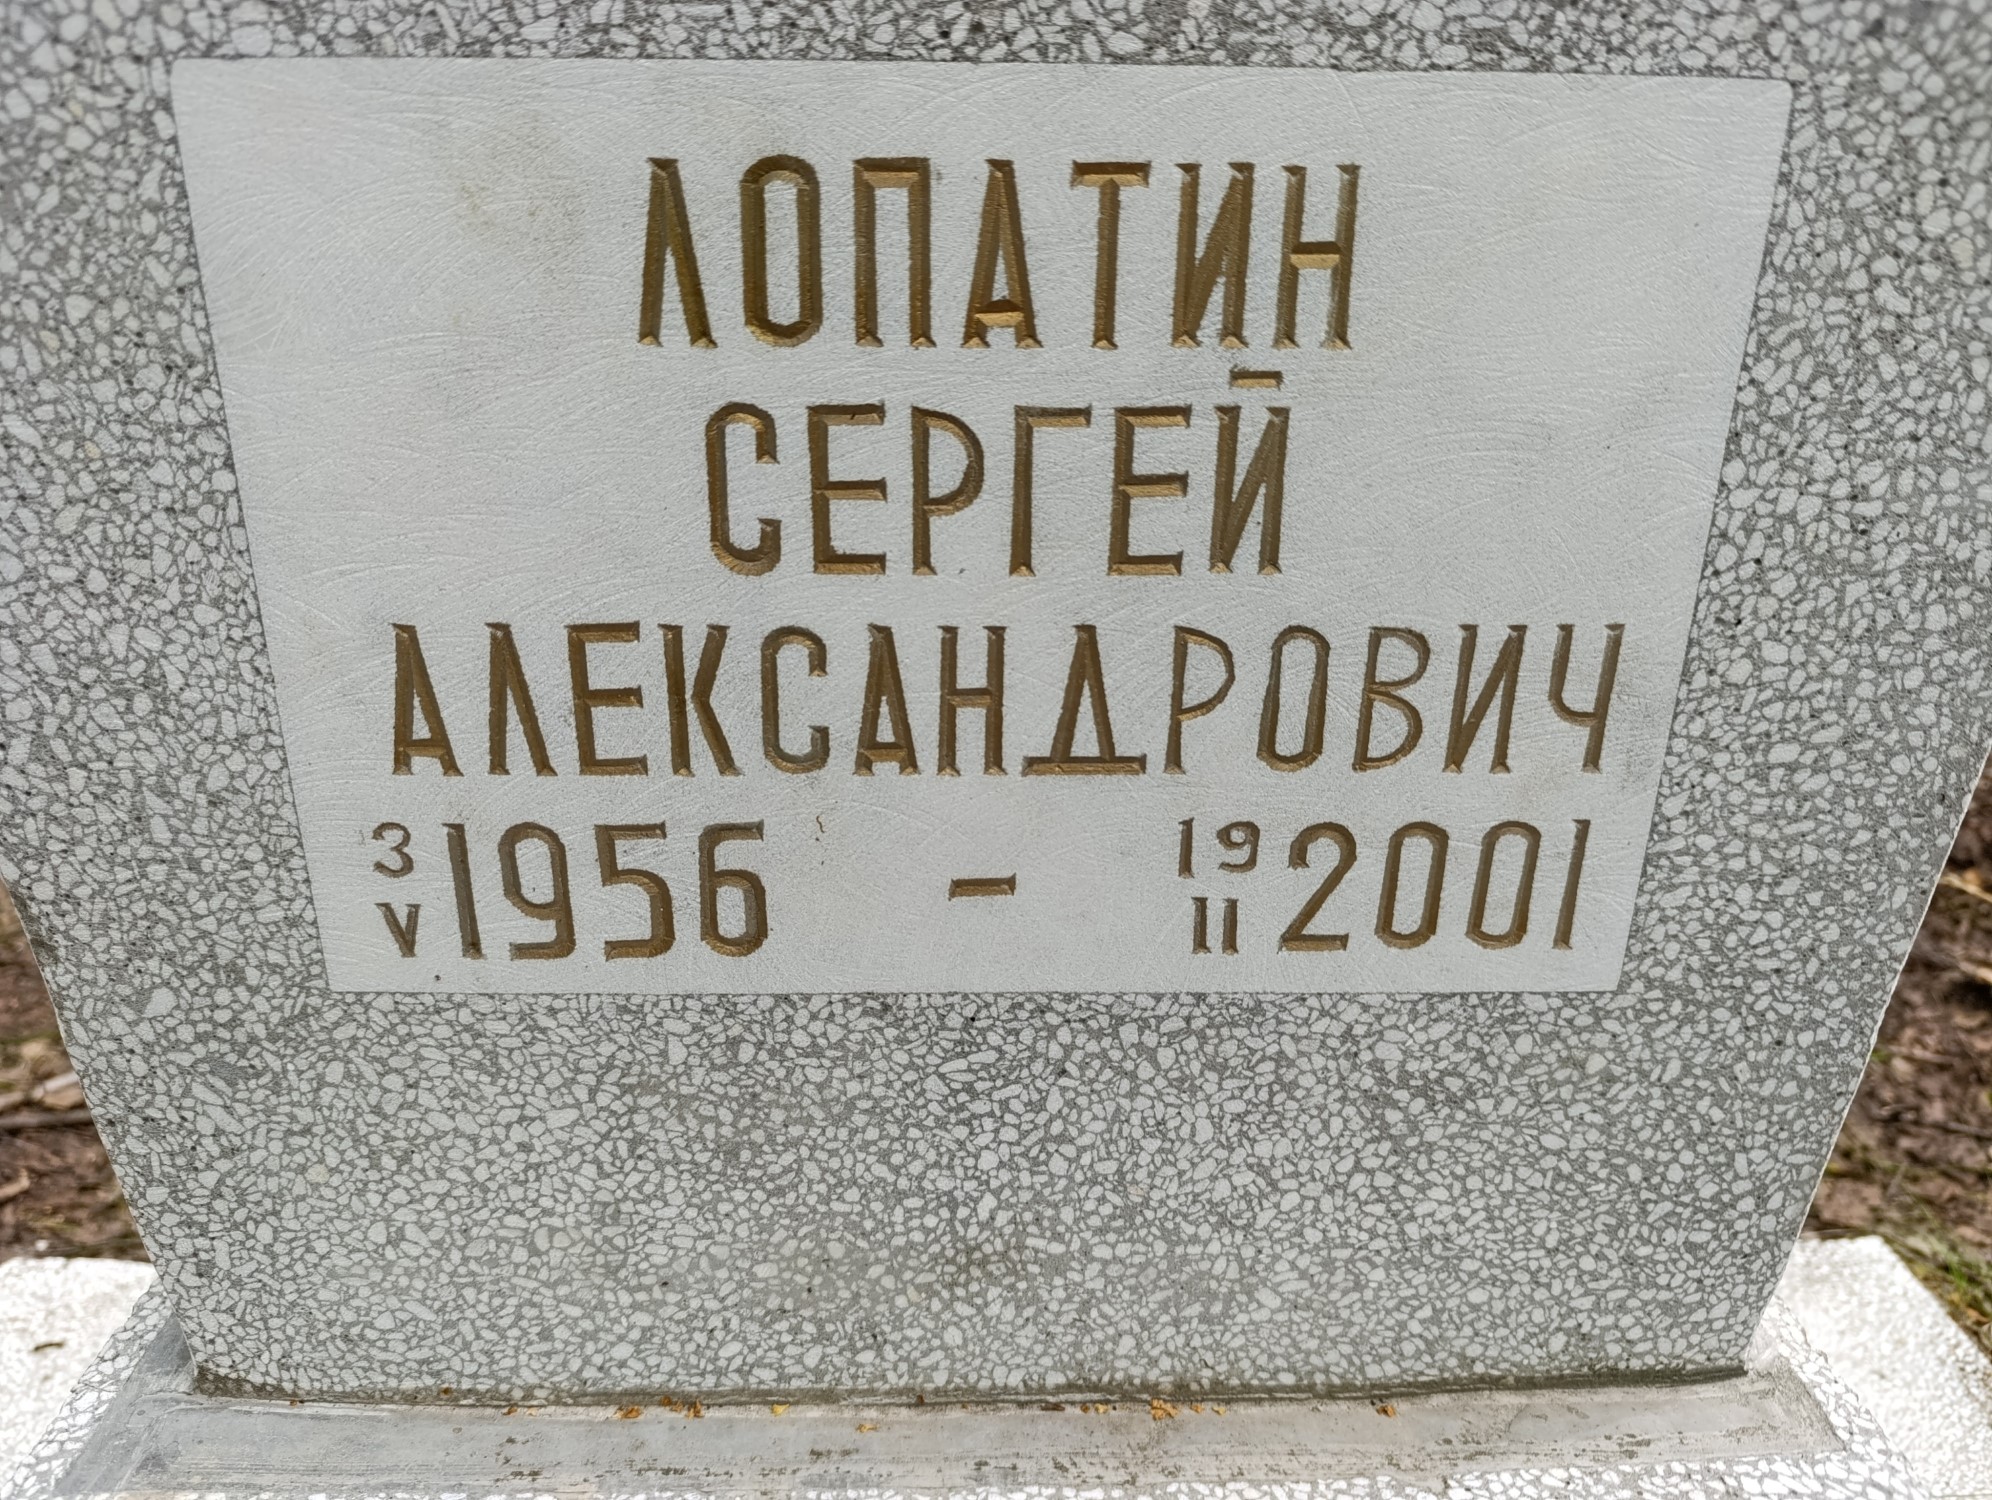 ЛОПАТИН
СЕРГЕЙ
АЛЕКСАНДРОВИЧ
3/V 1956 - 19/II 2001